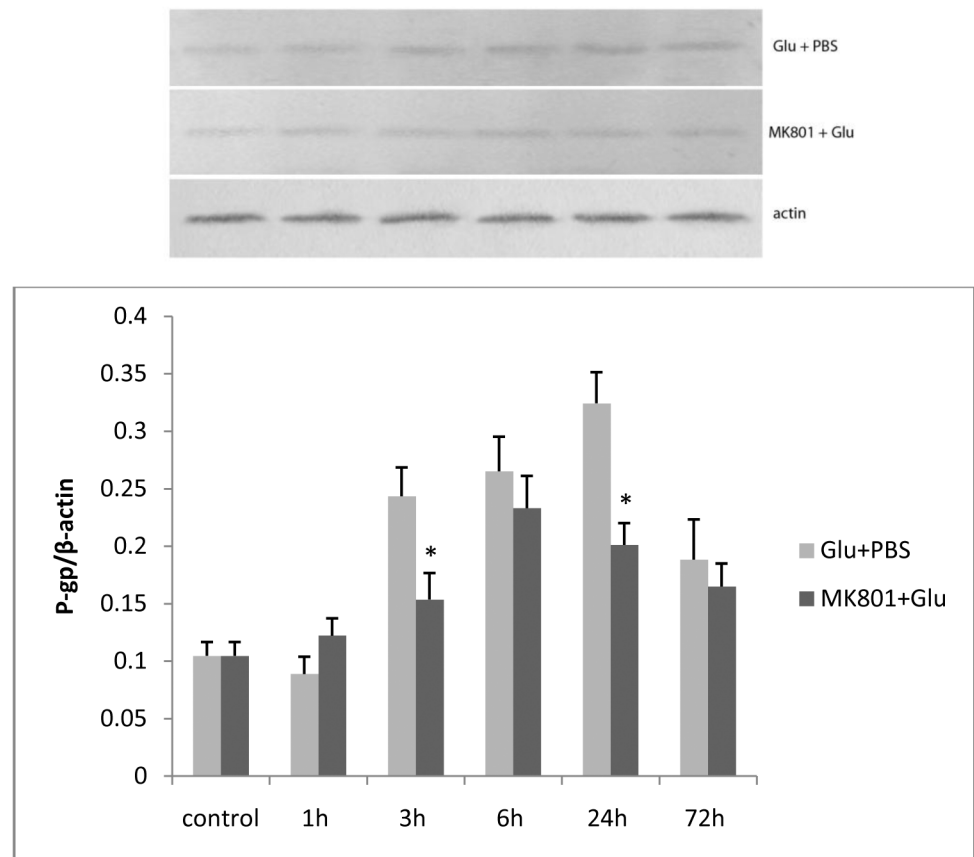 Glu + PBS
MK801 + Glu
actin
0.4
0.35
0.3
0.25
0.2
0.15
0.1
0.05
0
P-gp/β-actin
*
*
control 1h 3h 6h 24h 72h
Glu+PBS
MK801+Glu